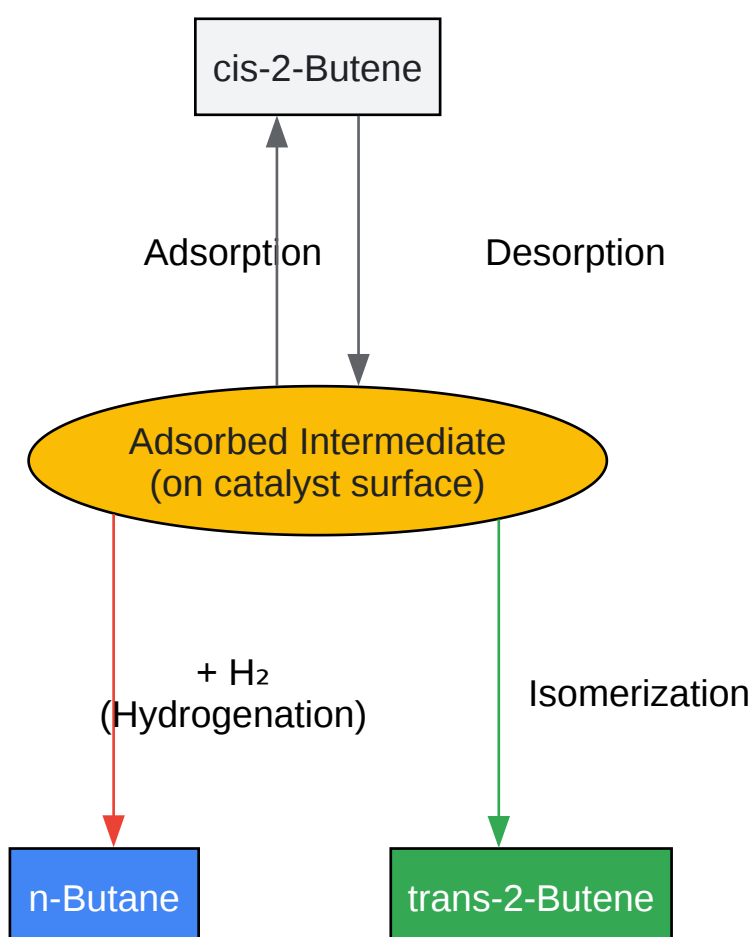 cis-2-Butene
Adsorption
Desorption
Adsorbed Intermediate
(on catalyst surface)
+ H₂
(Hydrogenation)
Isomerization
n-Butane
trans-2-Butene